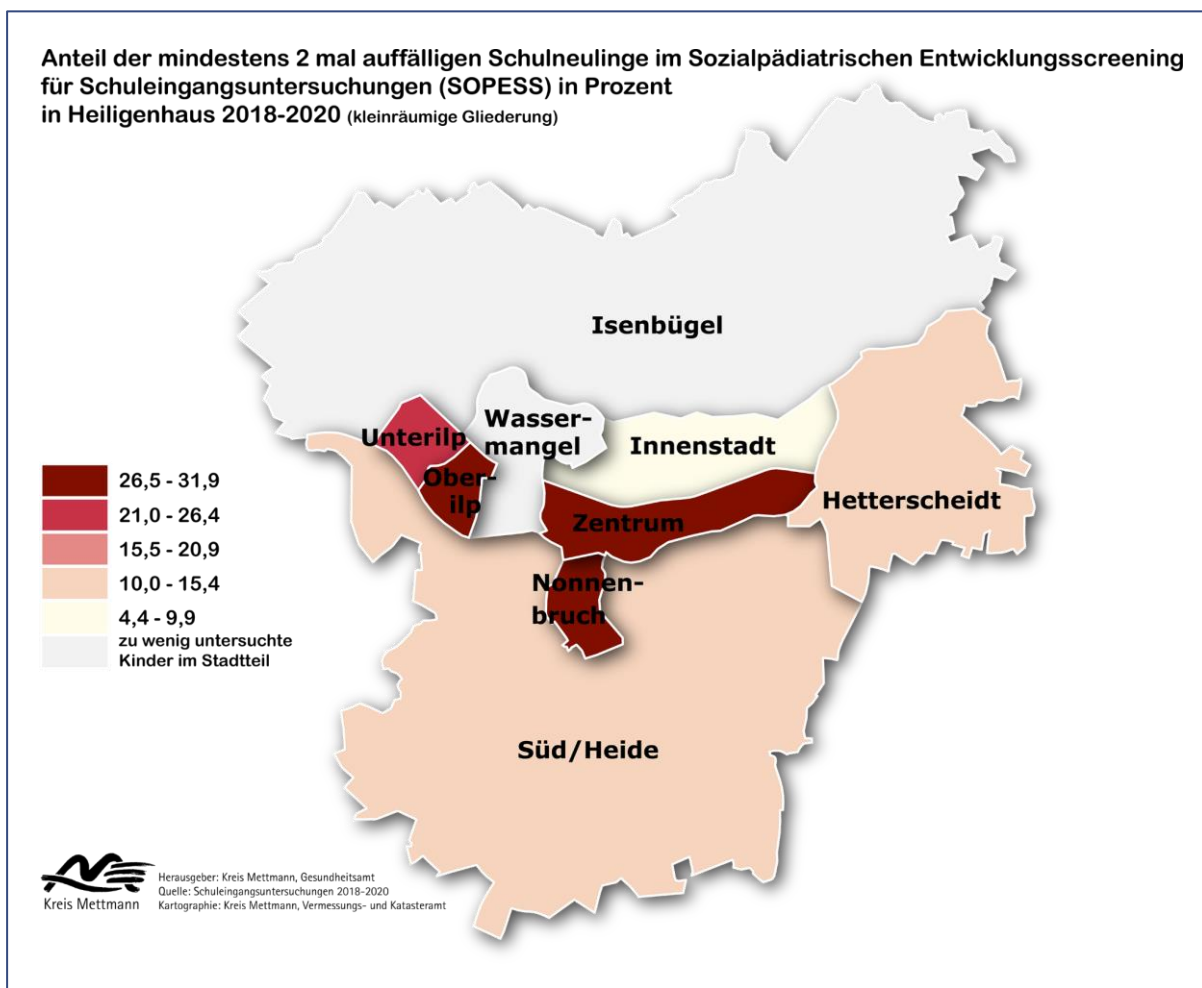 Anteil der mindestens 2 mal auffälligen Schulneulinge im Sozialpädiatrischen Entwicklungsscreening
für Schuleingangsuntersuchungen (SOPESS) in Prozent
in Heiligenhaus 2018-2020 (kleinräumige Gliederung)
Isenbügel
Wasser-
mangel
Unterilp
Innenstadt
Ober-
ilp
Hetterscheidt
Zentrum
Nonnen-
bruch
Süd/Heide
26,5 - 31,9
21,0 - 26,4
15,5 - 20,9
10,0 - 15,4
4,4 - 9,9
zu wenig untersuchte
Kinder im Stadtteil
Kreis Mettmann
Herausgeber: Kreis Mettmann, Gesundheitsamt
Quelle: Schuleingangsuntersuchungen 2018-2020
Kartographie: Kreis Mettmann, Vermessungs- und Katasteramt